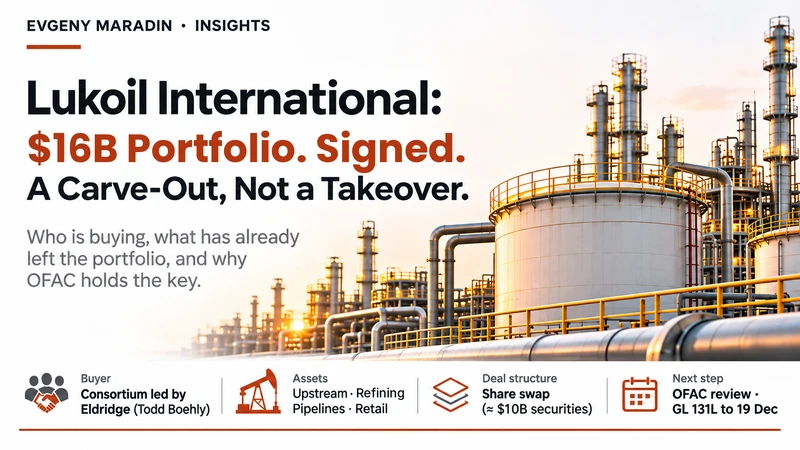 EVGENY MARADIN • INSIGHTS
Lukoil International:
$16B Portfolio. Signed.
A Carve-Out, Not a Takeover.
Who is buying, what has already
left the portfolio, and why
OFAC holds the key.
Buyer
Consortium led by
Eldridge (Todd Boehly)
Assets
Upstream · Refining
Pipelines · Retail
Deal structure
Share swap
(≈ $10B securities)
Next step
OFAC review ·
GL 131L to 19 Dec